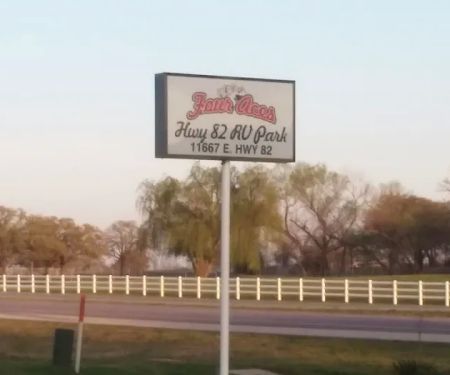 Four Aces
Hwy 82 RV Park
11667 E. HWY 82